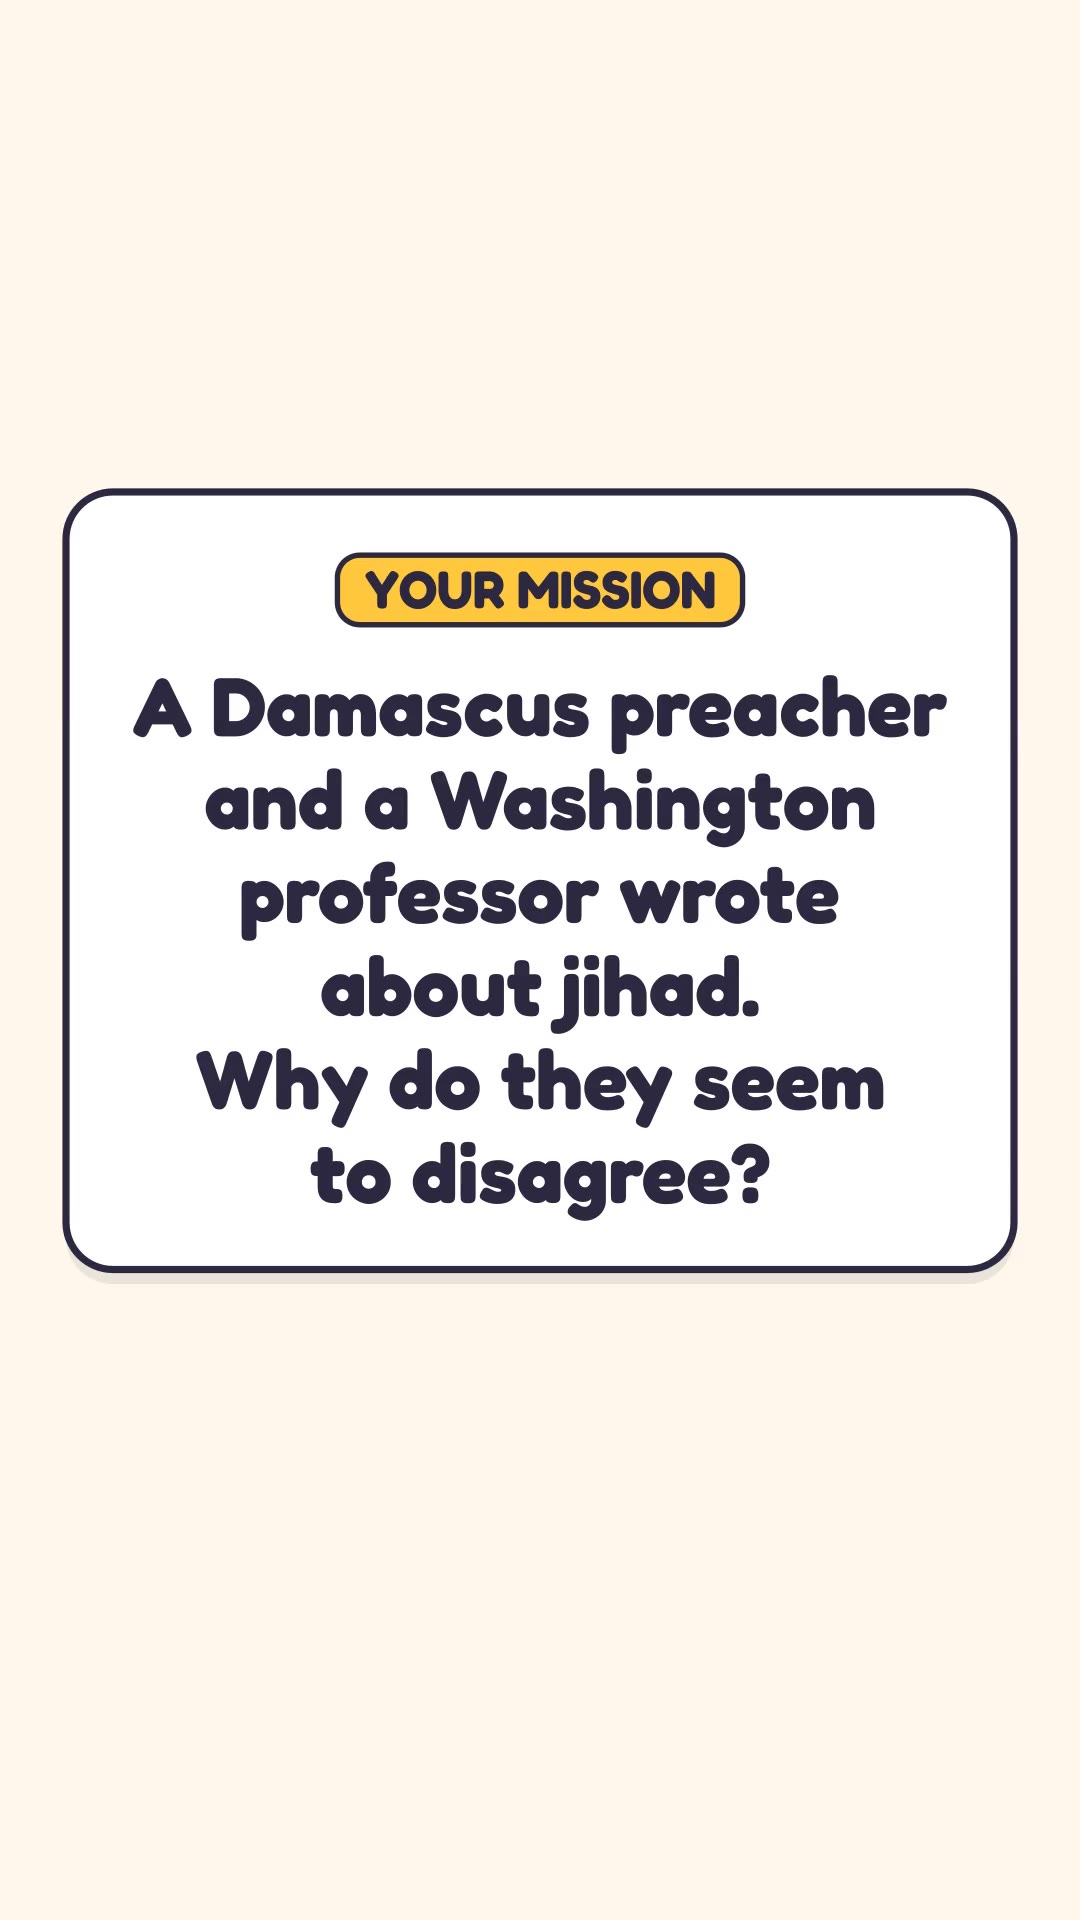 YOUR MISSION
A Damascus preacher
and a Washington
professor wrote
about jihad.
Why do they seem
to disagree?